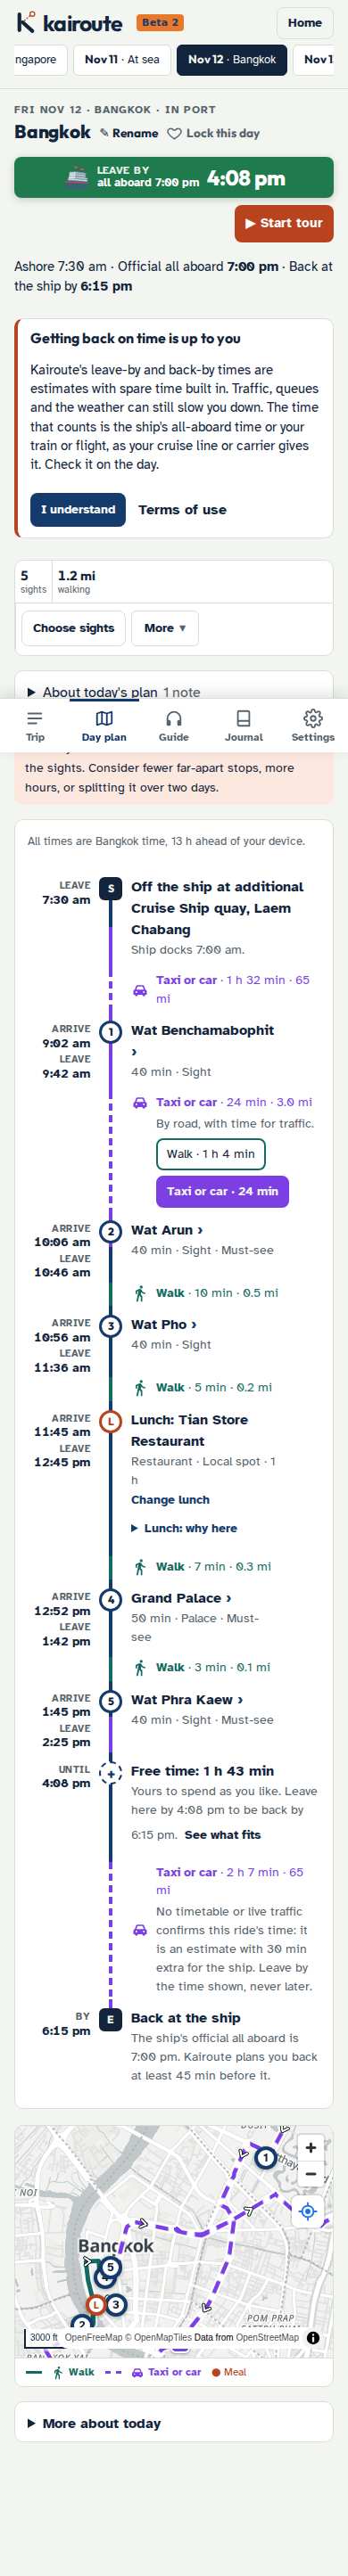 kairoute Beta 2 Home
ngapore Nov 11 · At sea Nov 12 · Bangkok Nov 1
FRI NOV 12 · BANGKOK · IN PORT
Bangkok ✎ Rename Lock this day
LEAVE BY
all aboard 7:00 pm 4:08 pm
▶ Start tour
Ashore 7:30 am · Official all aboard 7:00 pm · Back at
the ship by 6:15 pm
Getting back on time is up to you
Kairoute's leave-by and back-by times are
estimates with spare time built in. Traffic, queues
and the weather can still slow you down. The time
that counts is the ship's all-aboard time or your
train or flight, as your cruise line or carrier gives
it. Check it on the day.
I understand Terms of use
5 1.2 mi
sights walking
Choose sights More ▾
▶ About today's plan 1 note
Trip Day plan Guide Journal Settings
the sights. Consider fewer far-apart stops, more
hours, or splitting it over two days.
All times are Bangkok time, 13 h ahead of your device.
LEAVE
7:30 am
S
Off the ship at additional
Cruise Ship quay, Laem
Chabang
Ship docks 7:00 am.
Taxi or car · 1 h 32 min · 65
mi
ARRIVE
9:02 am
LEAVE
9:42 am
1
Wat Benchamabophit
›
40 min · Sight
Taxi or car · 24 min · 3.0 mi
By road, with time for traffic.
Walk · 1 h 4 min
Taxi or car · 24 min
ARRIVE
10:06 am
LEAVE
10:46 am
2
Wat Arun ›
40 min · Sight · Must-see
Walk · 10 min · 0.5 mi
ARRIVE
10:56 am
LEAVE
11:36 am
3
Wat Pho ›
40 min · Sight
Walk · 5 min · 0.2 mi
ARRIVE
11:45 am
LEAVE
12:45 pm
L
Lunch: Tian Store
Restaurant
Restaurant · Local spot · 1
h
Change lunch
▶ Lunch: why here
Walk · 7 min · 0.3 mi
ARRIVE
12:52 pm
LEAVE
1:42 pm
4
Grand Palace ›
50 min · Palace · Must-
see
Walk · 3 min · 0.1 mi
ARRIVE
1:45 pm
LEAVE
2:25 pm
5
Wat Phra Kaew ›
40 min · Sight · Must-see
UNTIL
4:08 pm
+
Free time: 1 h 43 min
Yours to spend as you like. Leave
here by 4:08 pm to be back by
6:15 pm. See what fits
Taxi or car · 2 h 7 min · 65
mi
No timetable or live traffic
confirms this ride's time: it
is an estimate with 30 min
extra for the ship. Leave by
the time shown, never later.
BY
6:15 pm
E
Back at the ship
The ship's official all aboard is
7:00 pm. Kairoute plans you back
at least 45 min before it.
1
+
−
NOI
Bangkok
5
4
L 3
2
POM PRAP
3000 ft OpenFreeMap © OpenMapTiles Data from OpenStreetMap
Walk Taxi or car Meal
▶ More about today